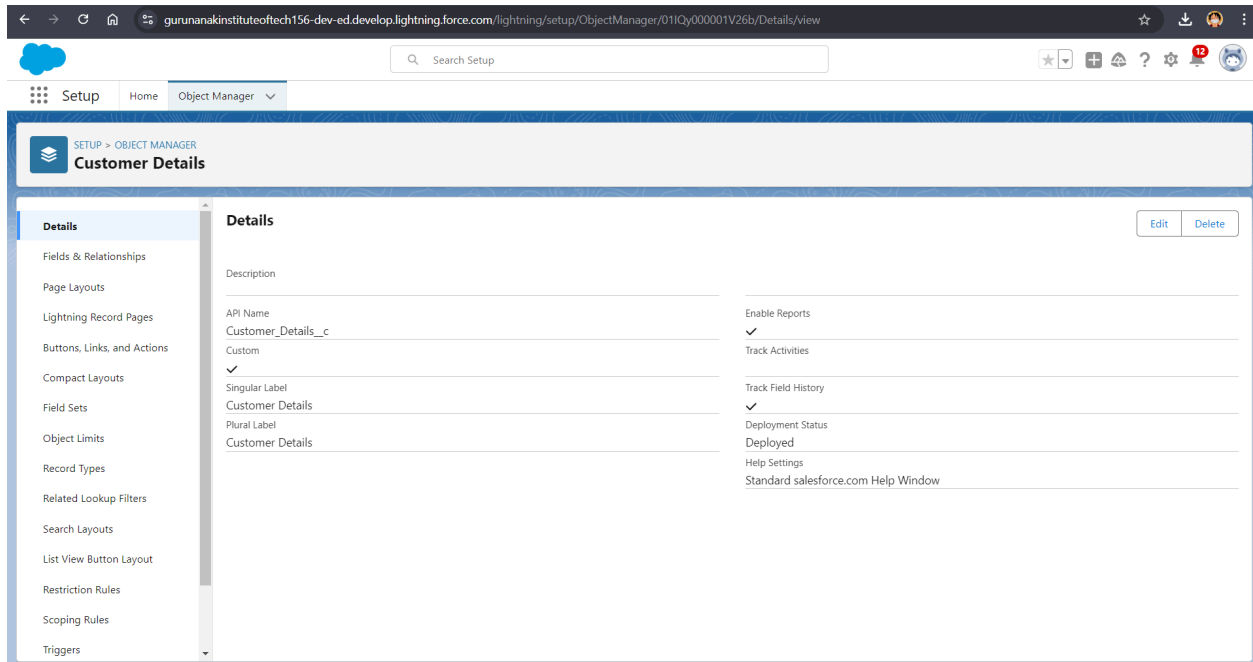 gurunanakinstituteoftech156-dev-ed.develop.lightning.force.com/lightning/setup/ObjectManager/01IQy000001V26b/Details/view
Search Setup
12
Setup Home Object Manager
SETUP > OBJECT MANAGER
Customer Details
Details
Fields & Relationships
Page Layouts
Lightning Record Pages
Buttons, Links, and Actions
Compact Layouts
Field Sets
Object Limits
Record Types
Related Lookup Filters
Search Layouts
List View Button Layout
Restriction Rules
Scoping Rules
Triggers
Details
Edit Delete
Description
API Name
Customer_Details__c
Custom
Singular Label
Customer Details
Plural Label
Customer Details
Enable Reports
Track Activities
Track Field History
Deployment Status
Deployed
Help Settings
Standard salesforce.com Help Window